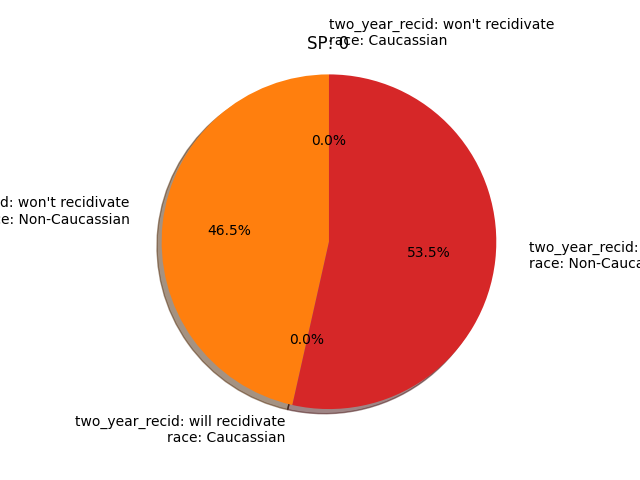 two_year_recid: won't recidivate
race: Caucassian
SP: 0
0.0%
d: won't recidivate
e: Non-Caucassian
46.5%
53.5%
two_year_recid:
race: Non-Cauca
0.0%
two_year_recid: will recidivate
race: Caucassian